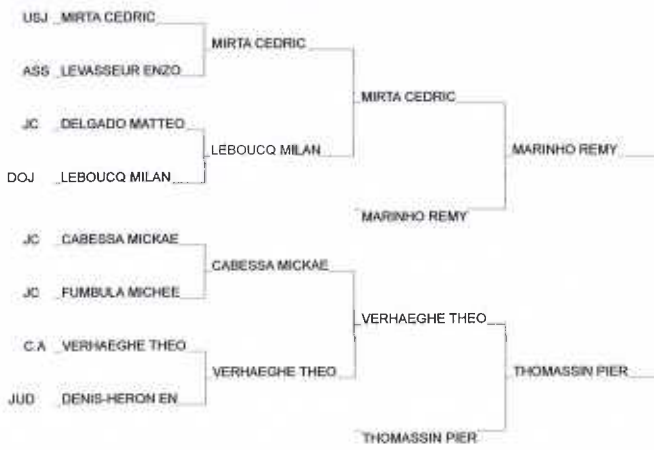 USJ MIRTA CEDRIC
MIRTA CEDRIC
ASS LEVASSEUR ENZO
MIRTA CEDRIC
JC DELGADO MATTEO
LEBOUCQ MILAN
MARINHO REMY
DOJ LEBOUCQ MILAN
MARINHO REMY
JC CABESSA MICKAE
CABESSA MICKAE
JC FUMBULA MICHEE
VERHAEGHE THEO
C.A VERHAEGHE THEO
VERHAEGHE THEO
THOMASSIN PIER
JUD DENIS-HERON EN
THOMASSIN PIER